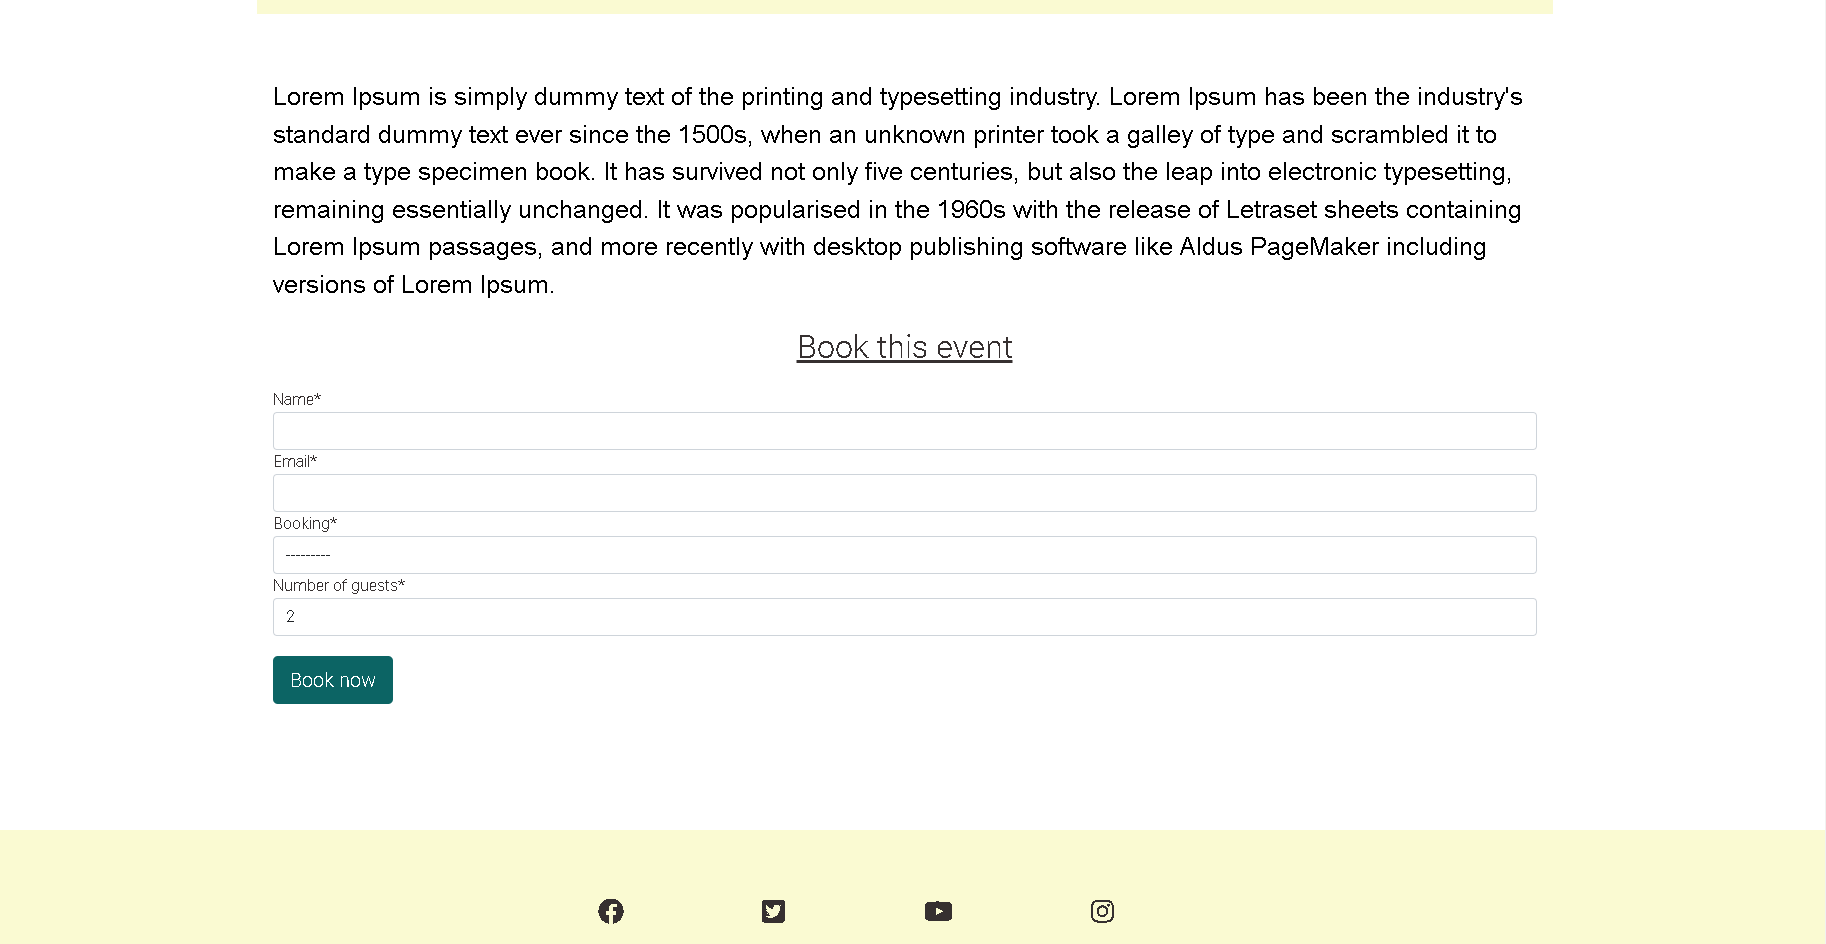 Lorem Ipsum is simply dummy text of the printing and typesetting industry. Lorem Ipsum has been the industry's
standard dummy text ever since the 1500s, when an unknown printer took a galley of type and scrambled it to
make a type specimen book. It has survived not only five centuries, but also the leap into electronic typesetting,
remaining essentially unchanged. It was popularised in the 1960s with the release of Letraset sheets containing
Lorem Ipsum passages, and more recently with desktop publishing software like Aldus PageMaker including
versions of Lorem Ipsum.
Book this event
Name*
Email*
Booking*
---------
Number of guests*
2
Book now